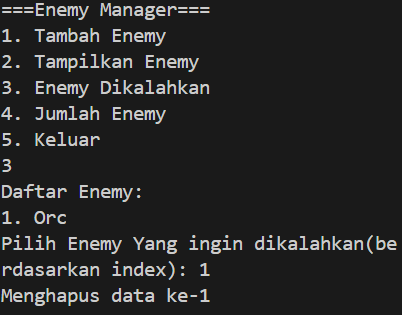 ===Enemy Manager===
1. Tambah Enemy
2. Tampilkan Enemy
3. Enemy Dikalahkan
4. Jumlah Enemy
5. Keluar
3
Daftar Enemy:
1. Orc
Pilih Enemy Yang ingin dikalahkan(be
rdasarkan index): 1
Menghapus data ke-1